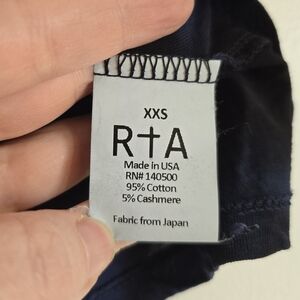 XXS
R†A
Made in USA
RN# 140500
95% Cotton
5% Cashmere
Fabric from Japan